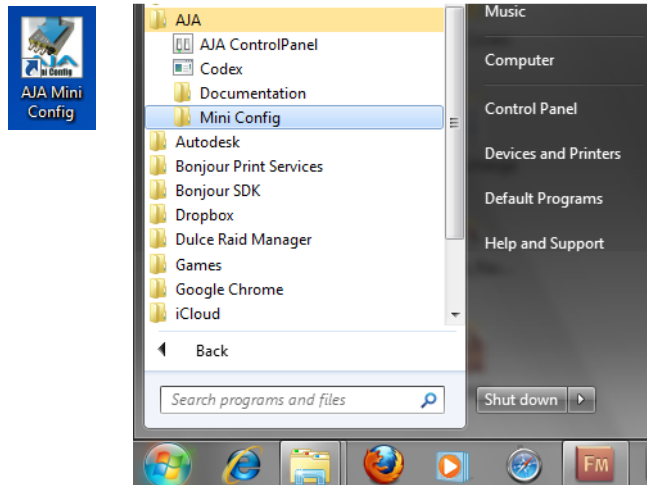 ni Config
AJA Mini
Config
AJA
AJA ControlPanel
Codex
Documentation
Mini Config
Autodesk
Bonjour Print Services
Bonjour SDK
Dropbox
Dulce Raid Manager
Games
Google Chrome
iCloud
Back
Search programs and files
Music
Computer
Control Panel
Devices and Printers
Default Programs
Help and Support
Shut down
FM